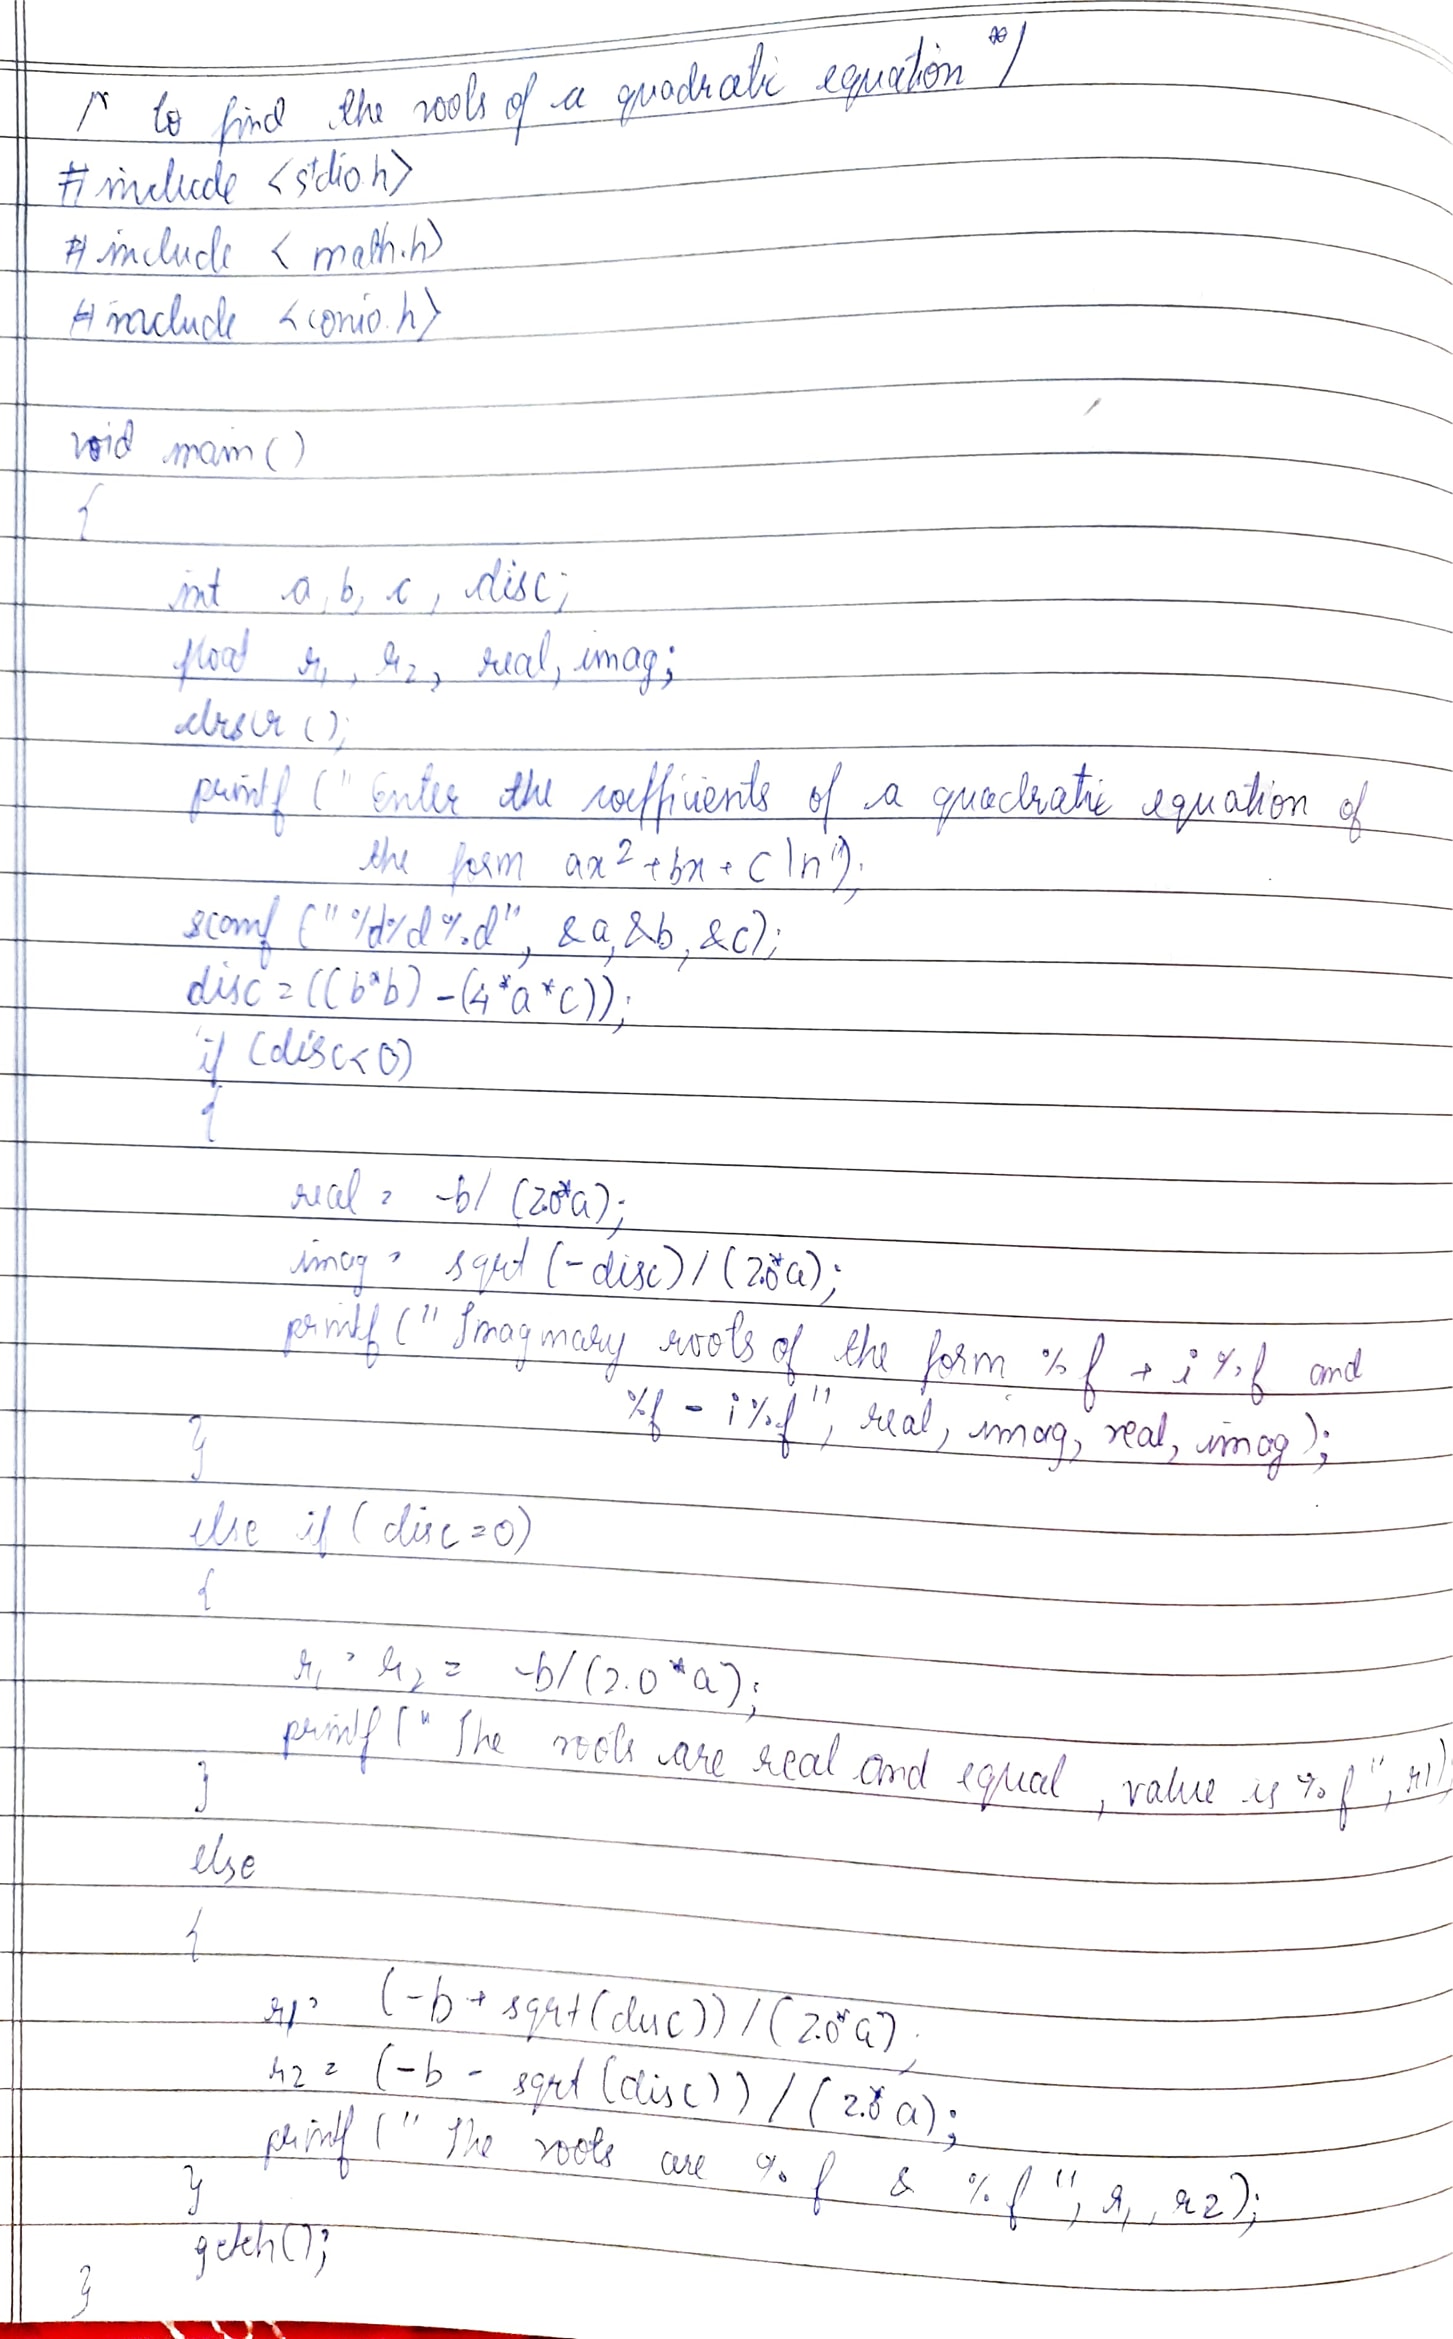 /* to find the roots of a quadratic equation */
#include <stdio.h>
#include < math.h>
#include <conio.h>
void main()
{
int a, b, c, disc;
float r1, r2, real, imag;
clrscr();
printf (" Enter the coefficients of a quadratic equation of
the form ax² + bx + c \n");
scanf ("%d%d%d", &a, &b, &c);
disc = ((b*b) - (4*a*c));
if (disc<0)
{
real = -b/ (2.0*a);
imag = sqrt (-disc) / (2.0*a);
printf (" Imaginary roots of the form %f + i %f and
%f - i%f", real, imag, real, imag);
}
else if (disc=0)
{
r1 = r2 = -b/(2.0*a);
printf (" The roots are real and equal, value is %f", r1);
}
else
{
r1= (-b + sqrt(disc)) / (2.0*a);
r2 = (-b - sqrt (disc)) / (2.0*a);
printf (" The roots are %f & %f ", r1, r2);
}
getch();
}